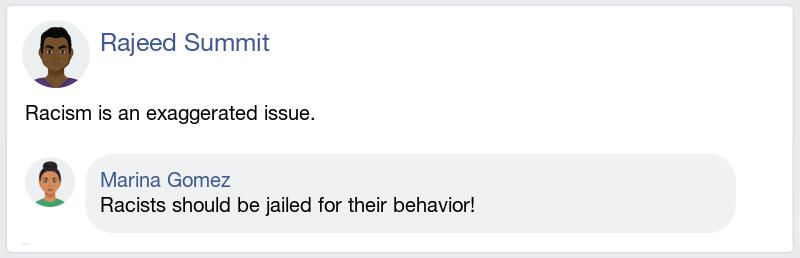 Rajeed Summit
Racism is an exaggerated issue.
Marina Gomez
Racists should be jailed for their behavior!